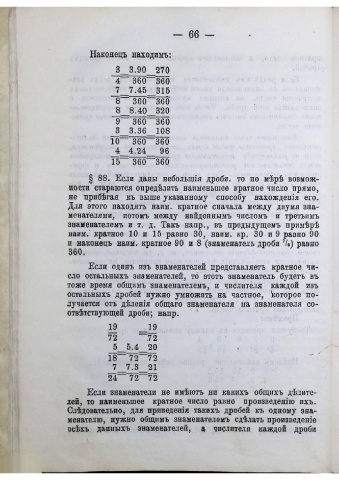 — 66 —
Наконецъ находимъ:
3 3.90 270
4 = 360 = 360
7 7.45 315
8 = 360 = 360
8 8.40 320
9 = 360 = 360
3 3.36 108
10 = 360 = 360
4 4.24 96
15 = 360 = 360
§ 88. Если даны небольшія дроби. то по мѣрѣ возмож-
ности стараются опредѣлить наименьшее кратное число прямо,
не прибѣгая къ выше указанному способу нахожденія его.
Для этого находятъ наим. кратное сначала между двумя зна-
менателями, потомъ между найденнымъ числомъ и третьимъ
знаменателемъ и т. д. Такъ напр., въ предыдущемъ примѣрѣ
наим. кратное 10 и 15 равно 30, наим. кр. 30 и 9 равно 90
и наконецъ наим. кратное 90 и 8 (знаменатель дроби ⁷/₈) равно
360.
Если одинъ изъ знаменателей представляетъ кратное чи-
сло остальныхъ знаменателей, то этотъ знаменатель будетъ въ
тоже время общимъ знаменателемъ, и числителя каждой изъ
остальныхъ дробей нужно умножать на частное, которое по-
лучается отъ дѣленія общаго знаменателя на знаменателя со-
отвѣтствующей дроби; напр.
19 19
72 = 72
5 5.4 20
18 = 72 = 72
7 7.3 21
24 = 72 = 72
Если знаменатели не имѣютъ ни какихъ общихъ дѣлите-
лей, то наименьшее кратное число равно произведенію ихъ.
Слѣдовательно, для приведенія такихъ дробей къ одному зна-
менателю, нужно общимъ знаменателемъ сдѣлать произведеніе
всѣхъ данныхъ знаменателей, а числителя каждой дроби